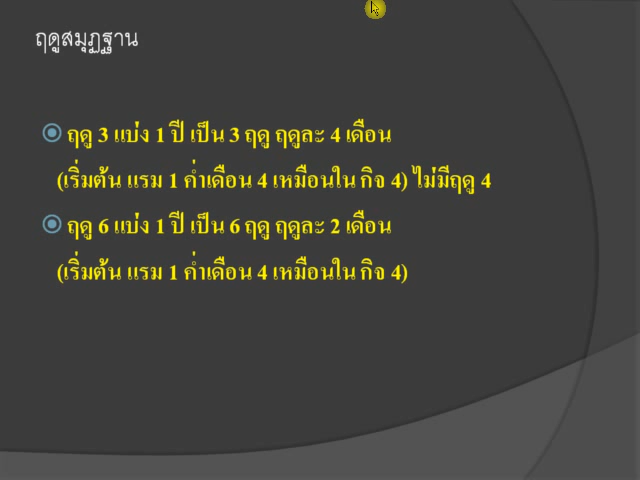 ฤดูสมุฏฐาน
ฤดู 3 แบ่ง 1 ปี เป็น 3 ฤดู ฤดูละ 4 เดือน
(เริ่มต้น แรม 1 ค่ำเดือน 4 เหมือนใน กิจ 4) ไม่มีฤดู 4
ฤดู 6 แบ่ง 1 ปี เป็น 6 ฤดู ฤดูละ 2 เดือน
(เริ่มต้น แรม 1 ค่ำเดือน 4 เหมือนใน กิจ 4)